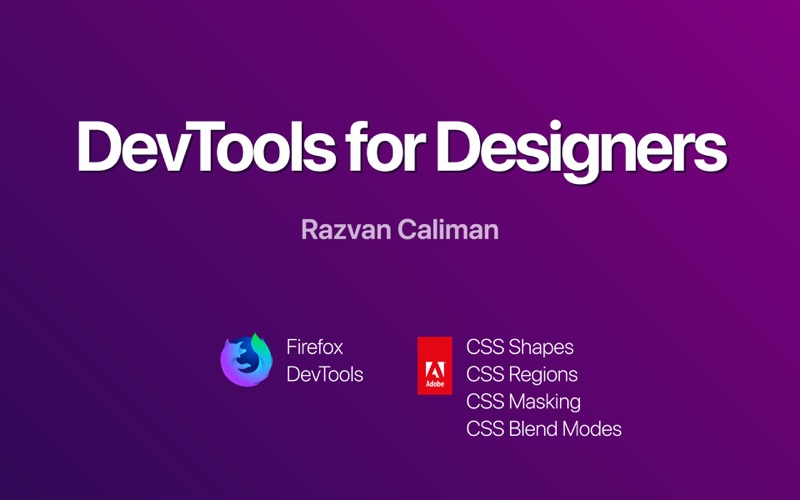 DevTools for Designers
Razvan Caliman
Firefox
DevTools
Adobe
CSS Shapes
CSS Regions
CSS Masking
CSS Blend Modes